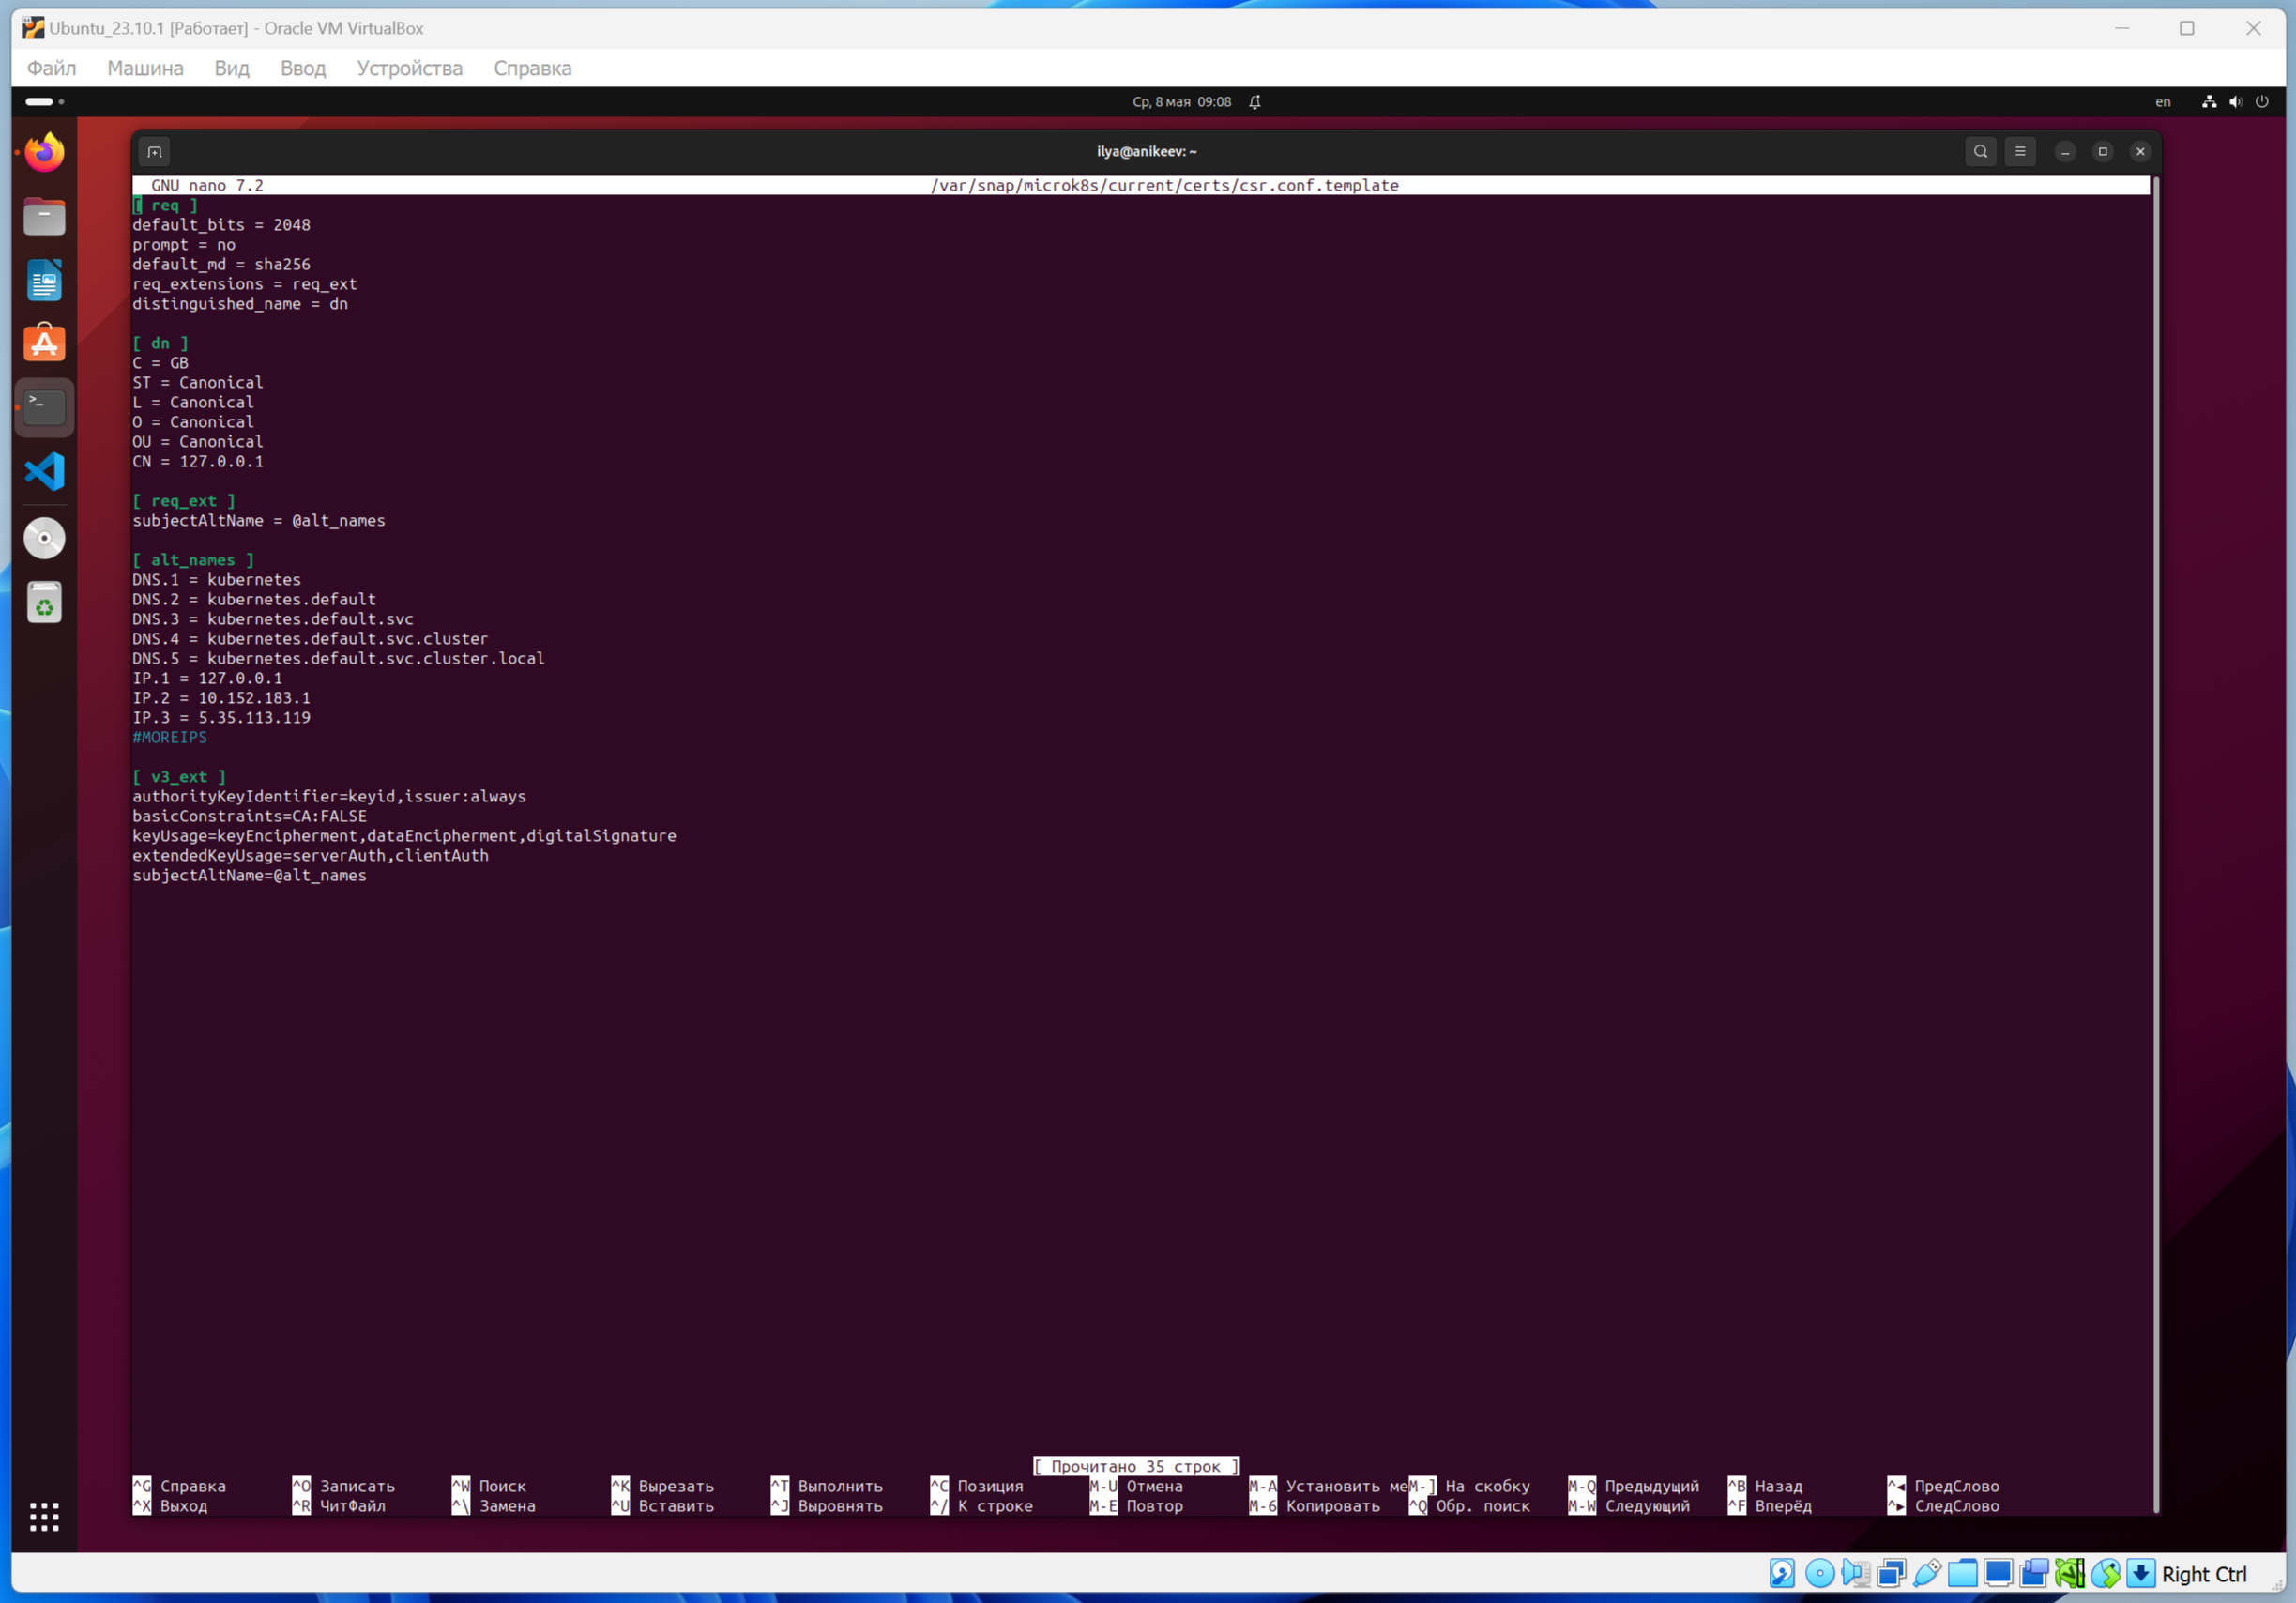 Ubuntu_23.10.1 [Работает] - Oracle VM VirtualBox
Файл Машина Вид Ввод Устройства Справка
Ср, 8 мая 09:08
en
ilya@anikeev: ~
GNU nano 7.2 /var/snap/microk8s/current/certs/csr.conf.template
[ req ]
default_bits = 2048
prompt = no
default_md = sha256
req_extensions = req_ext
distinguished_name = dn
[ dn ]
C = GB
ST = Canonical
L = Canonical
O = Canonical
OU = Canonical
CN = 127.0.0.1
[ req_ext ]
subjectAltName = @alt_names
[ alt_names ]
DNS.1 = kubernetes
DNS.2 = kubernetes.default
DNS.3 = kubernetes.default.svc
DNS.4 = kubernetes.default.svc.cluster
DNS.5 = kubernetes.default.svc.cluster.local
IP.1 = 127.0.0.1
IP.2 = 10.152.183.1
IP.3 = 5.35.113.119
#MOREIPS
[ v3_ext ]
authorityKeyIdentifier=keyid,issuer:always
basicConstraints=CA:FALSE
keyUsage=keyEncipherment,dataEncipherment,digitalSignature
extendedKeyUsage=serverAuth,clientAuth
subjectAltName=@alt_names
[ Прочитано 35 строк ]
^G Справка ^O Записать ^W Поиск ^K Вырезать ^T Выполнить ^C Позиция M-U Отмена M-A Установить меM-] На скобку M-Q Предыдущий ^B Назад ^◂ ПредСлово
^X Выход ^R ЧитФайл ^\ Замена ^U Вставить ^J Выровнять ^/ К строке M-E Повтор M-6 Копировать ^Q Обр. поиск M-W Следующий ^F Вперёд ^▸ СледСлово
Right Ctrl